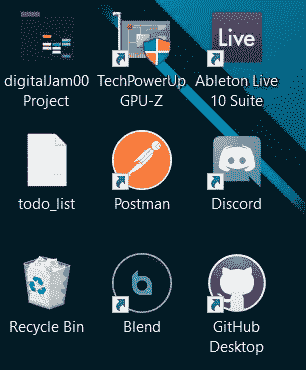 Live
digitalJam00 Project
TechPowerUp GPU-Z
Ableton Live 10 Suite
todo_list
Postman
Discord
Recycle Bin
Blend
GitHub Desktop